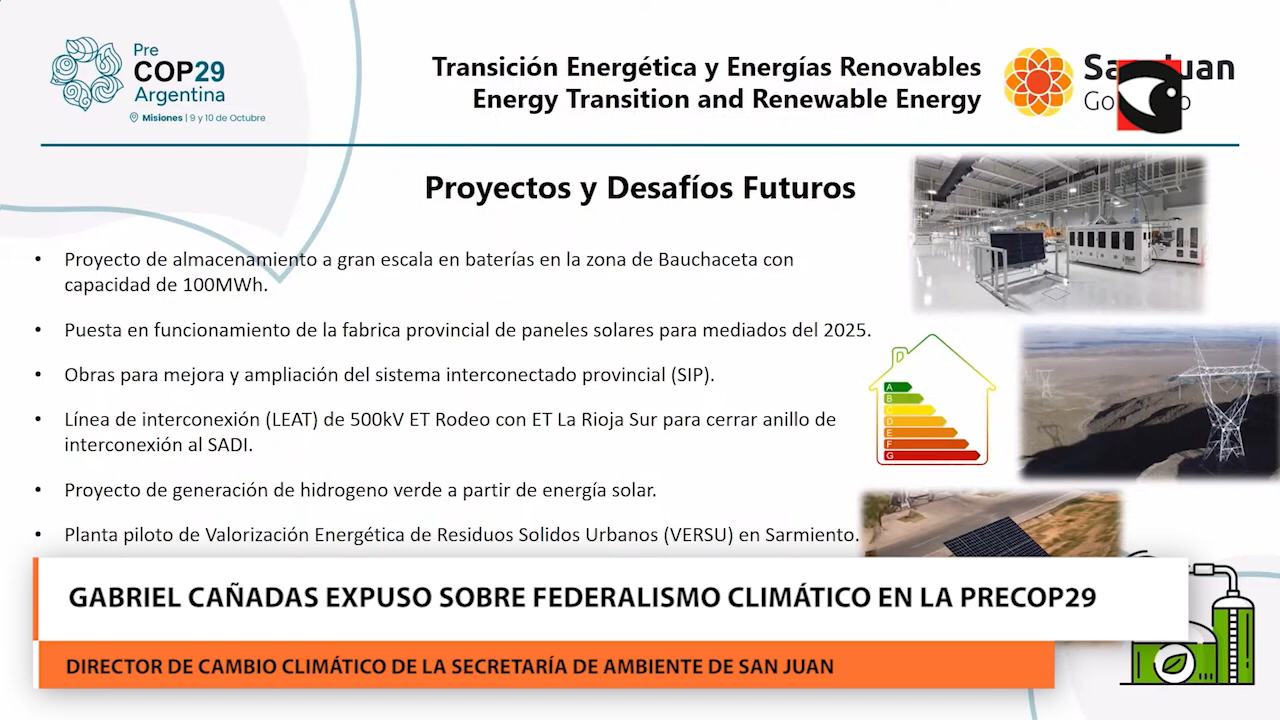 Pre
COP29
Argentina
Misiones | 9 y 10 de Octubre
Transición Energética y Energías Renovables
Energy Transition and Renewable Energy
Proyectos y Desafíos Futuros
• Proyecto de almacenamiento a gran escala en baterías en la zona de Bauchaceta con
capacidad de 100MWh.
• Puesta en funcionamiento de la fabrica provincial de paneles solares para mediados del 2025.
• Obras para mejora y ampliación del sistema interconectado provincial (SIP).
• Línea de interconexión (LEAT) de 500kV ET Rodeo con ET La Rioja Sur para cerrar anillo de
interconexión al SADI.
• Proyecto de generación de hidrogeno verde a partir de energía solar.
• Planta piloto de Valorización Energética de Residuos Solidos Urbanos (VERSU) en Sarmiento.
A
B
C
D
E
F
G
GABRIEL CAÑADAS EXPUSO SOBRE FEDERALISMO CLIMÁTICO EN LA PRECOP29
DIRECTOR DE CAMBIO CLIMÁTICO DE LA SECRETARÍA DE AMBIENTE DE SAN JUAN